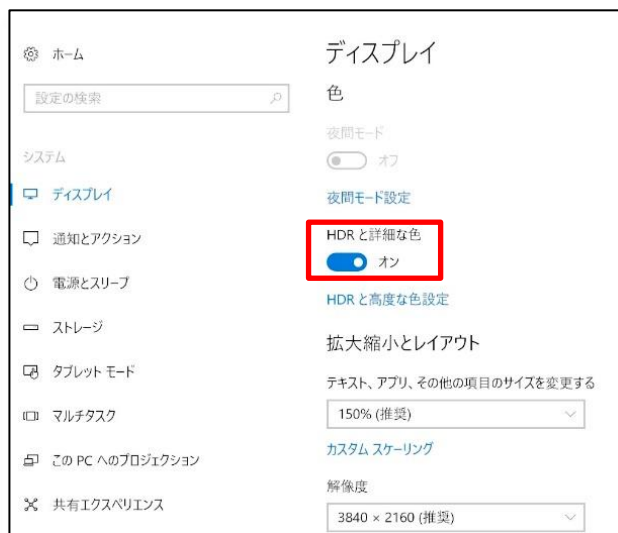 ホーム
設定の検索
システム
ディスプレイ
通知とアクション
電源とスリープ
ストレージ
タブレット モード
マルチタスク
この PC へのプロジェクション
共有エクスペリエンス
ディスプレイ
色
夜間モード
オフ
夜間モード設定
HDR と詳細な色
オン
HDR と高度な色設定
拡大縮小とレイアウト
テキスト、アプリ、その他の項目のサイズを変更する
150% (推奨)
カスタム スケーリング
解像度
3840 × 2160 (推奨)